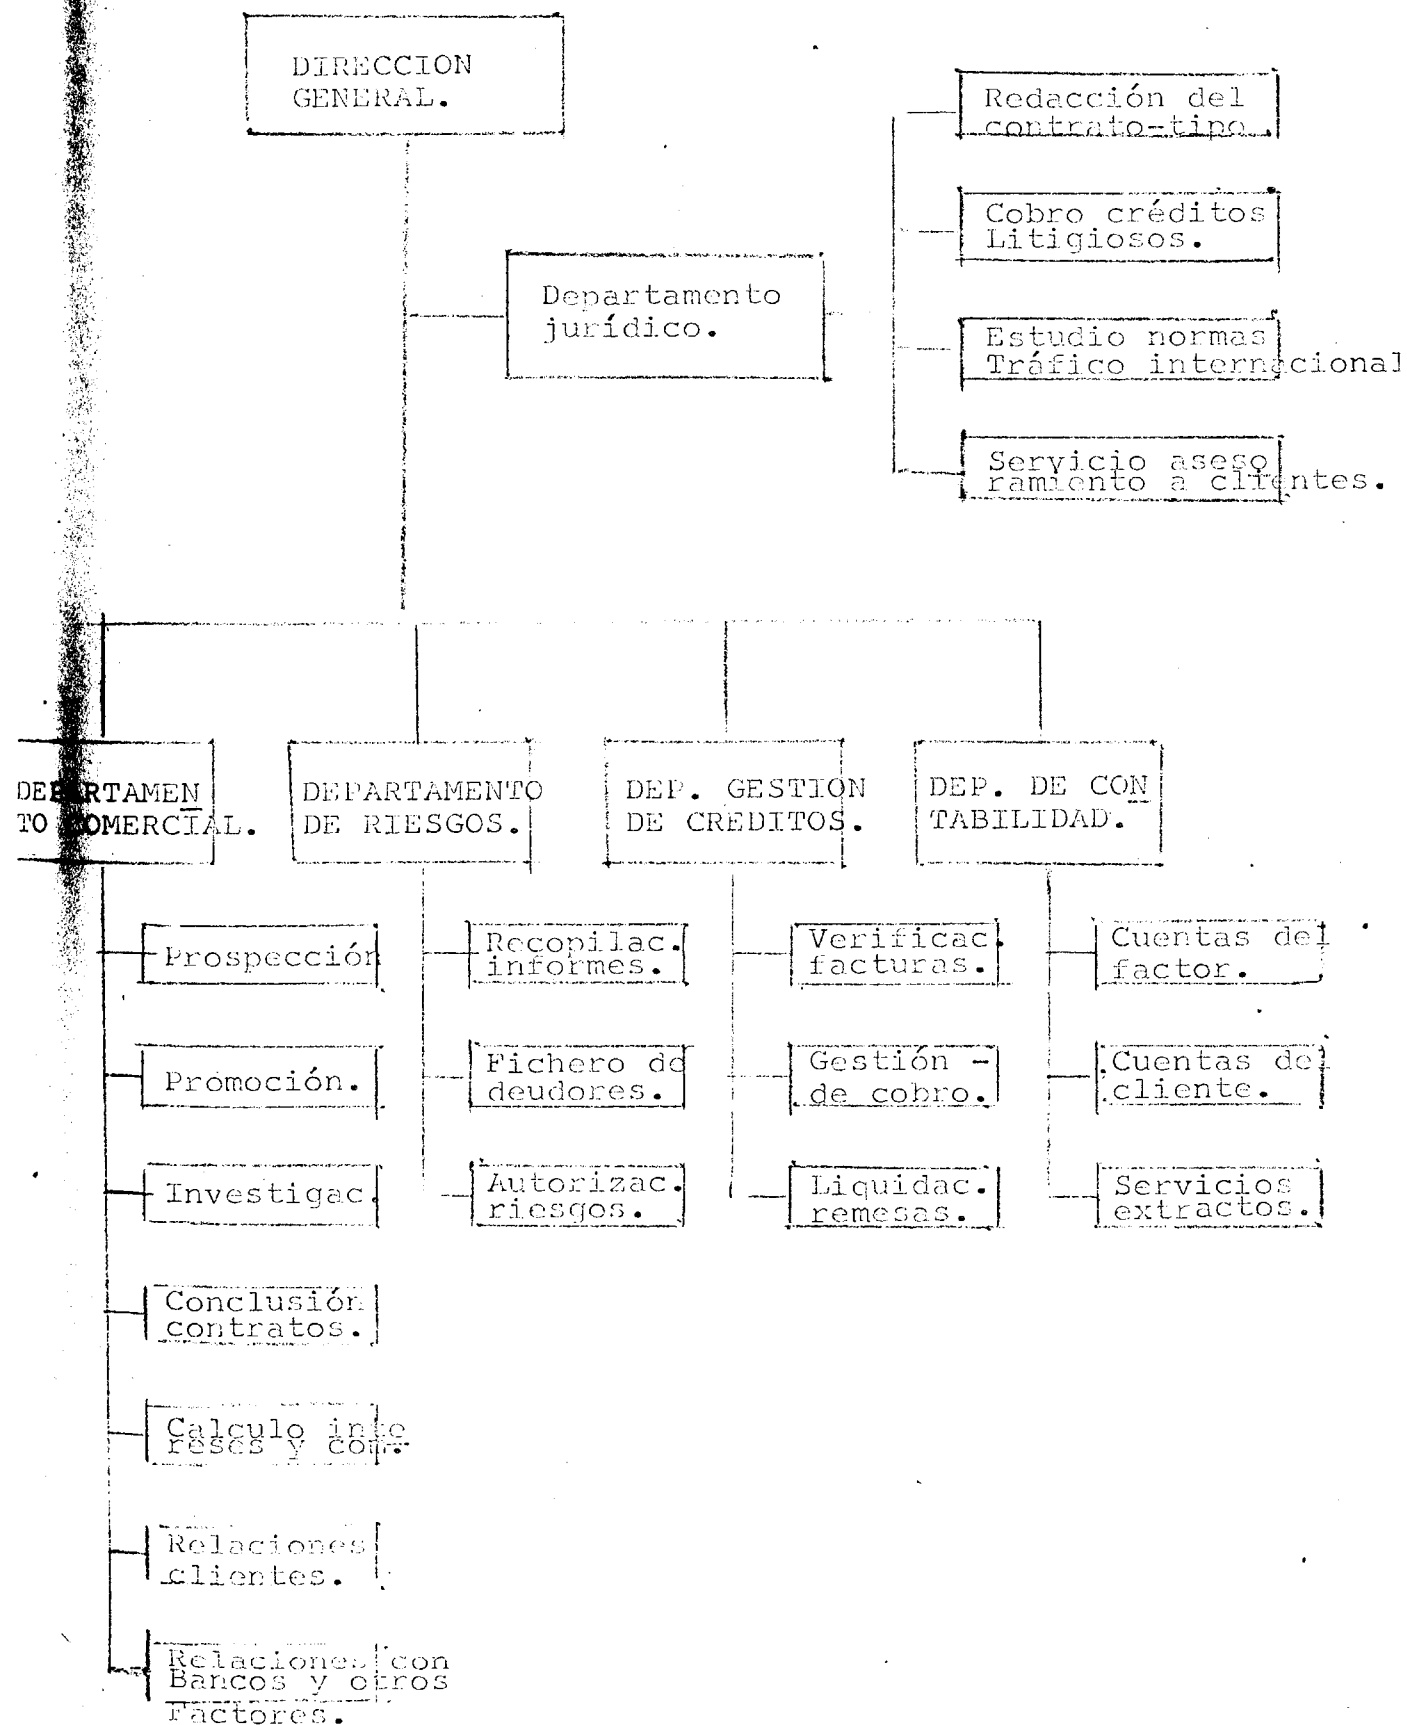 DIRECCION
GENERAL.
Redacción del
contrato-tipo.
Cobro créditos
Litigiosos.
Departamento
jurídico.
Estudio normas
Tráfico internacional
Servicio aseso
ramiento a clientes.
DEPARTAMEN
TO COMERCIAL.
DEPARTAMENTO
DE RIESGOS.
DEP. GESTION
DE CREDITOS.
DEP. DE CON
TABILIDAD.
Prospección
Promoción.
Investigac.
Conclusión
contratos.
Calculo inte
reses y com.
Relaciones
clientes.
Relaciones con
Bancos y otros
Factores.
Recopilac.
informes.
Fichero de
deudores.
Autorizac.
riesgos.
Verificac.
facturas.
Gestión -
de cobro.
Liquidac.
remesas.
Cuentas del
factor.
Cuentas del
cliente.
Servicios
extractos.